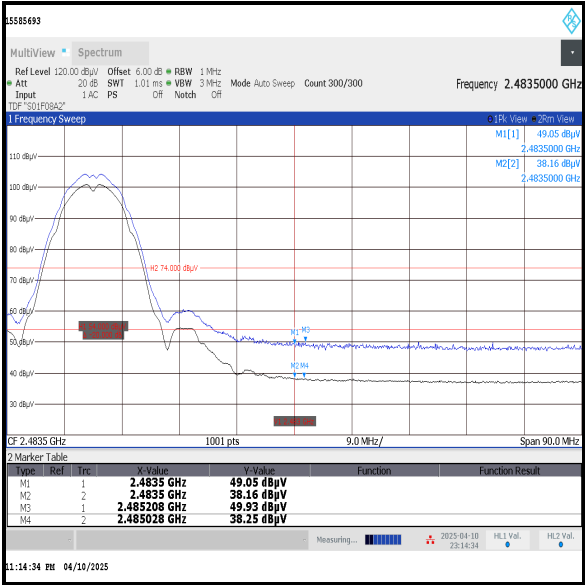 15585693
MultiView Spectrum
Ref Level 120.00 dBµV Offset 6.00 dB RBW 1 MHz
Att 20 dB SWT 1.01 ms VBW 3 MHz Mode Auto Sweep Count 300/300 Frequency 2.4835000 GHz
Input 1 AC PS Off Notch Off
TDF "S01F08A2"
1 Frequency Sweep 1Pk View 2Rm View
M1[1] 49.05 dBµV
2.4835000 GHz
M2[2] 38.16 dBµV
2.4835000 GHz
110 dBµV
100 dBµV
90 dBµV
80 dBµV
H2 74.000 dBµV
70 dBµV
60 dBµV
M1 M3
50 dBµV
M2 M4
40 dBµV
30 dBµV
CF 2.4835 GHz 1001 pts 9.0 MHz/ Span 90.0 MHz
2 Marker Table
Type Ref Trc X-Value Y-Value Function Function Result
M1 1 2.4835 GHz 49.05 dBµV
M2 2 2.4835 GHz 38.16 dBµV
M3 1 2.485208 GHz 49.93 dBµV
M4 2 2.485028 GHz 38.25 dBµV
Measuring... 2025-04-10 HL1 Val. HL2 Val.
23:14:34
11:14:34 PM 04/10/2025